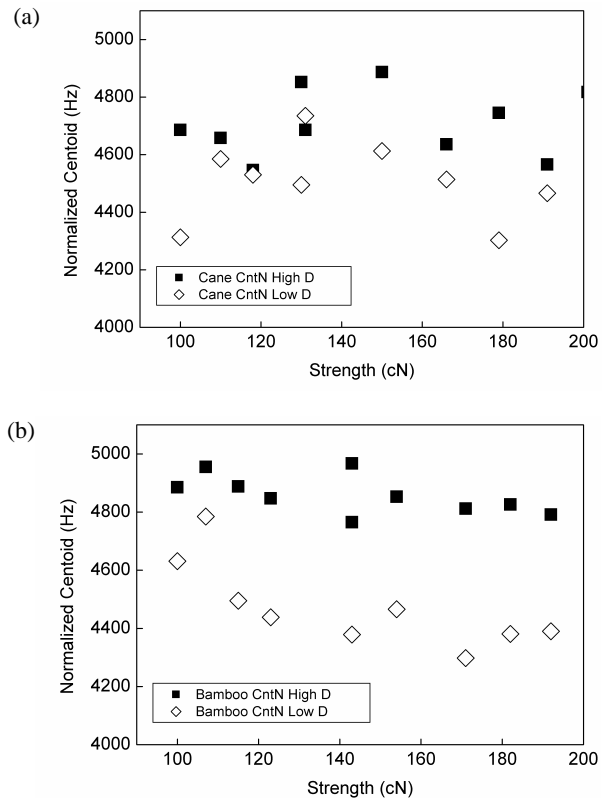 (a)
5000
4800
4600
4400
4200
4000
Normalized Centoid (Hz)
Cane CntN High D
Cane CntN Low D
100 120 140 160 180 200
Strength (cN)
(b)
5000
4800
4600
4400
4200
4000
Normalized Centoid (Hz)
Bamboo CntN High D
Bamboo CntN Low D
100 120 140 160 180 200
Strength (cN)